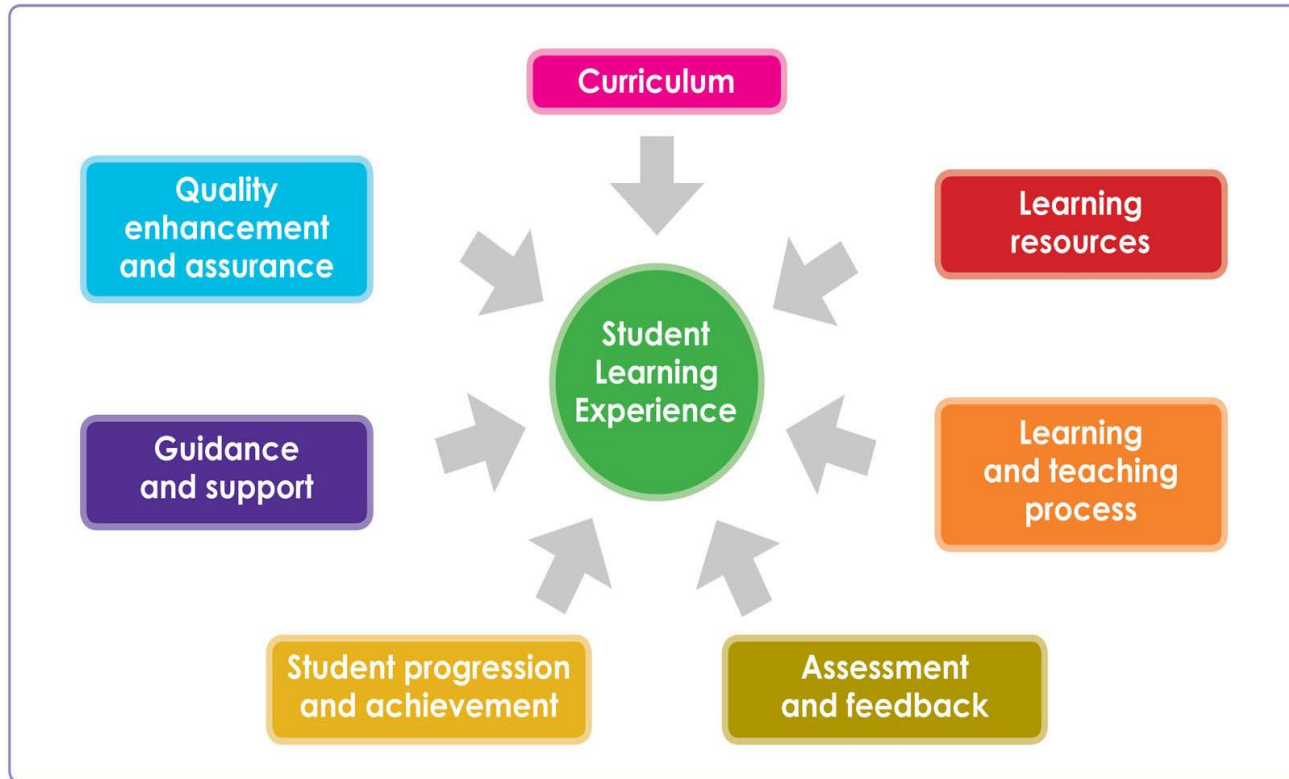 Curriculum
Quality
enhancement
and assurance
Learning
resources
Student
Learning
Experience
Guidance
and support
Learning
and teaching
process
Student progression
and achievement
Assessment
and feedback